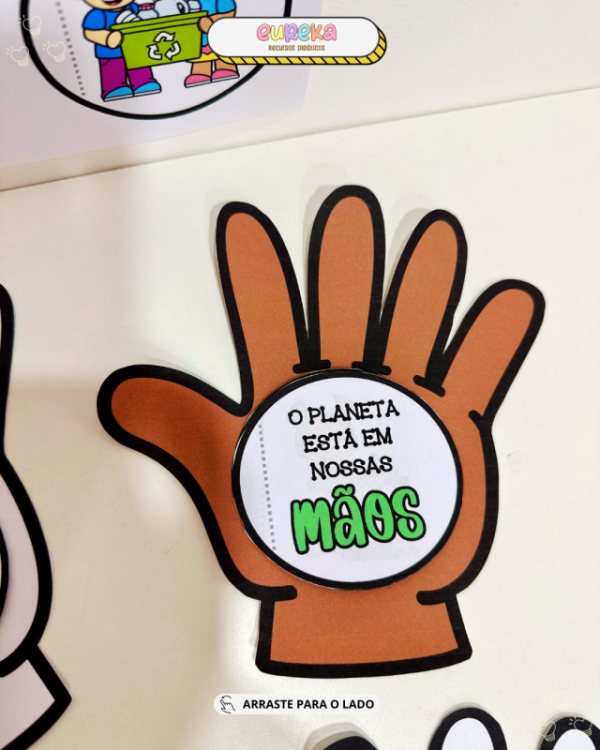 EUREKA
RECURSOS DIDÁTICOS
O PLANETA
ESTÁ EM
NOSSAS
MÃOS
ARRASTE PARA O LADO